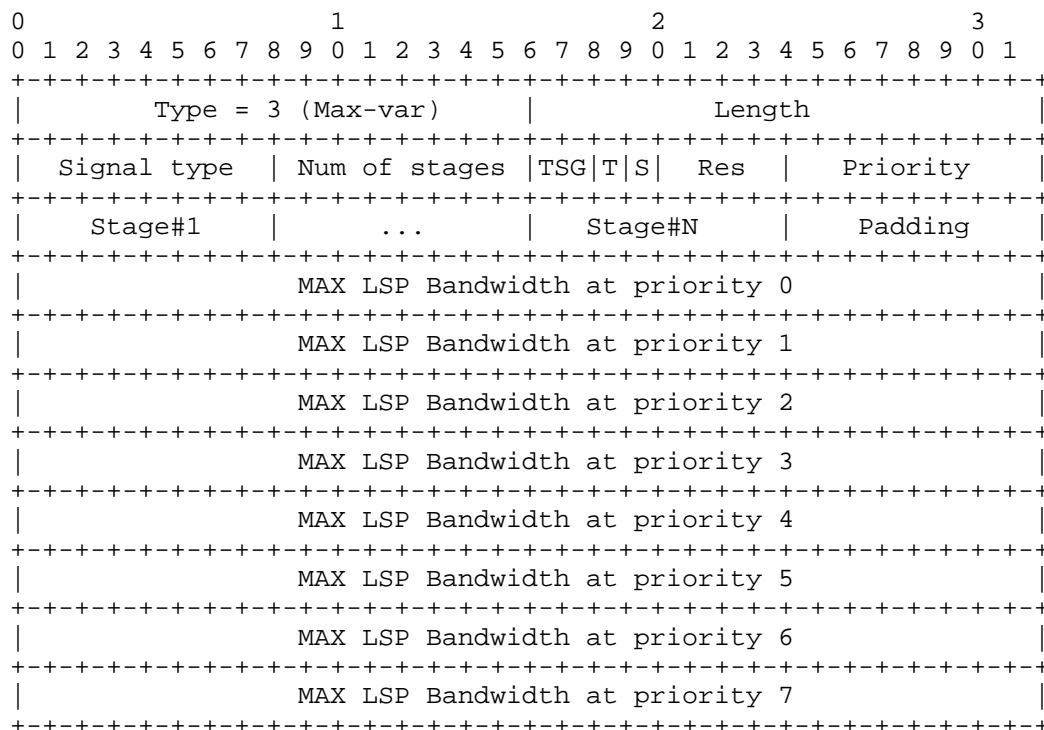 0                   1                   2                   3
0 1 2 3 4 5 6 7 8 9 0 1 2 3 4 5 6 7 8 9 0 1 2 3 4 5 6 7 8 9 0 1
+-+-+-+-+-+-+-+-+-+-+-+-+-+-+-+-+-+-+-+-+-+-+-+-+-+-+-+-+-+-+-+-+
|        Type = 3 (Max-var)     |           Length              |
+-+-+-+-+-+-+-+-+-+-+-+-+-+-+-+-+-+-+-+-+-+-+-+-+-+-+-+-+-+-+-+-+
|  Signal type  | Num of stages |TSG|T|S|  Res  |   Priority    |
+-+-+-+-+-+-+-+-+-+-+-+-+-+-+-+-+-+-+-+-+-+-+-+-+-+-+-+-+-+-+-+-+
|    Stage#1    |      ...      |   Stage#N     |    Padding    |
+-+-+-+-+-+-+-+-+-+-+-+-+-+-+-+-+-+-+-+-+-+-+-+-+-+-+-+-+-+-+-+-+
|                 MAX LSP Bandwidth at priority 0               |
+-+-+-+-+-+-+-+-+-+-+-+-+-+-+-+-+-+-+-+-+-+-+-+-+-+-+-+-+-+-+-+-+
|                 MAX LSP Bandwidth at priority 1               |
+-+-+-+-+-+-+-+-+-+-+-+-+-+-+-+-+-+-+-+-+-+-+-+-+-+-+-+-+-+-+-+-+
|                 MAX LSP Bandwidth at priority 2               |
+-+-+-+-+-+-+-+-+-+-+-+-+-+-+-+-+-+-+-+-+-+-+-+-+-+-+-+-+-+-+-+-+
|                 MAX LSP Bandwidth at priority 3               |
+-+-+-+-+-+-+-+-+-+-+-+-+-+-+-+-+-+-+-+-+-+-+-+-+-+-+-+-+-+-+-+-+
|                 MAX LSP Bandwidth at priority 4               |
+-+-+-+-+-+-+-+-+-+-+-+-+-+-+-+-+-+-+-+-+-+-+-+-+-+-+-+-+-+-+-+-+
|                 MAX LSP Bandwidth at priority 5               |
+-+-+-+-+-+-+-+-+-+-+-+-+-+-+-+-+-+-+-+-+-+-+-+-+-+-+-+-+-+-+-+-+
|                 MAX LSP Bandwidth at priority 6               |
+-+-+-+-+-+-+-+-+-+-+-+-+-+-+-+-+-+-+-+-+-+-+-+-+-+-+-+-+-+-+-+-+
|                 MAX LSP Bandwidth at priority 7               |
+-+-+-+-+-+-+-+-+-+-+-+-+-+-+-+-+-+-+-+-+-+-+-+-+-+-+-+-+-+-+-+-+